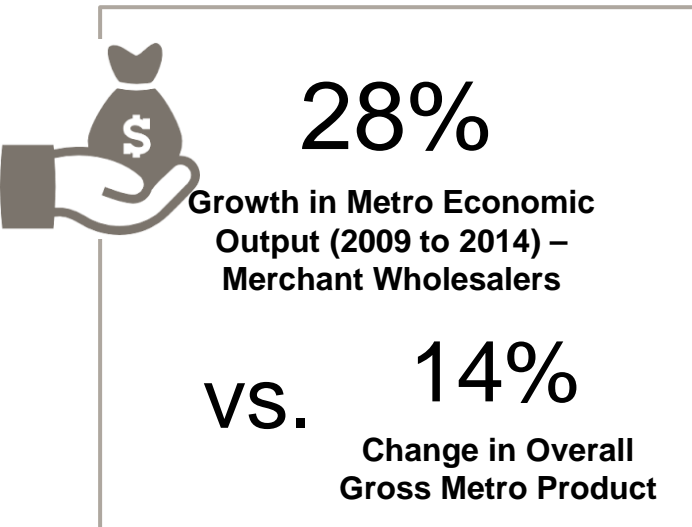 $
28%
Growth in Metro Economic
Output (2009 to 2014) –
Merchant Wholesalers
vs.
14%
Change in Overall
Gross Metro Product